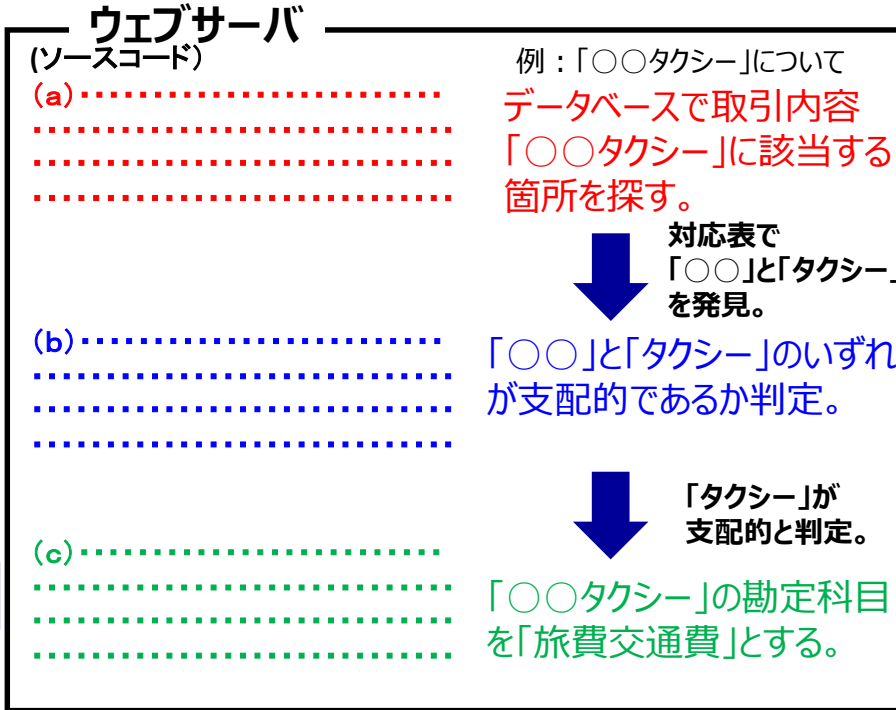 ウェブサーバ
(ソースコード)
例：「○○タクシー」について
(a)・・・・・・・・・・・・・・・・・・・・・・・・・
データベースで取引内容
「○○タクシー」に該当する
箇所を探す。
対応表で
「○○」と「タクシー」
を発見。
(b)・・・・・・・・・・・・・・・・・・・・・・・・・
「○○」と「タクシー」のいずれ
が支配的であるか判定。
「タクシー」が
支配的と判定。
(c)・・・・・・・・・・・・・・・・・・・・・・・・・
「○○タクシー」の勘定科目
を「旅費交通費」とする。